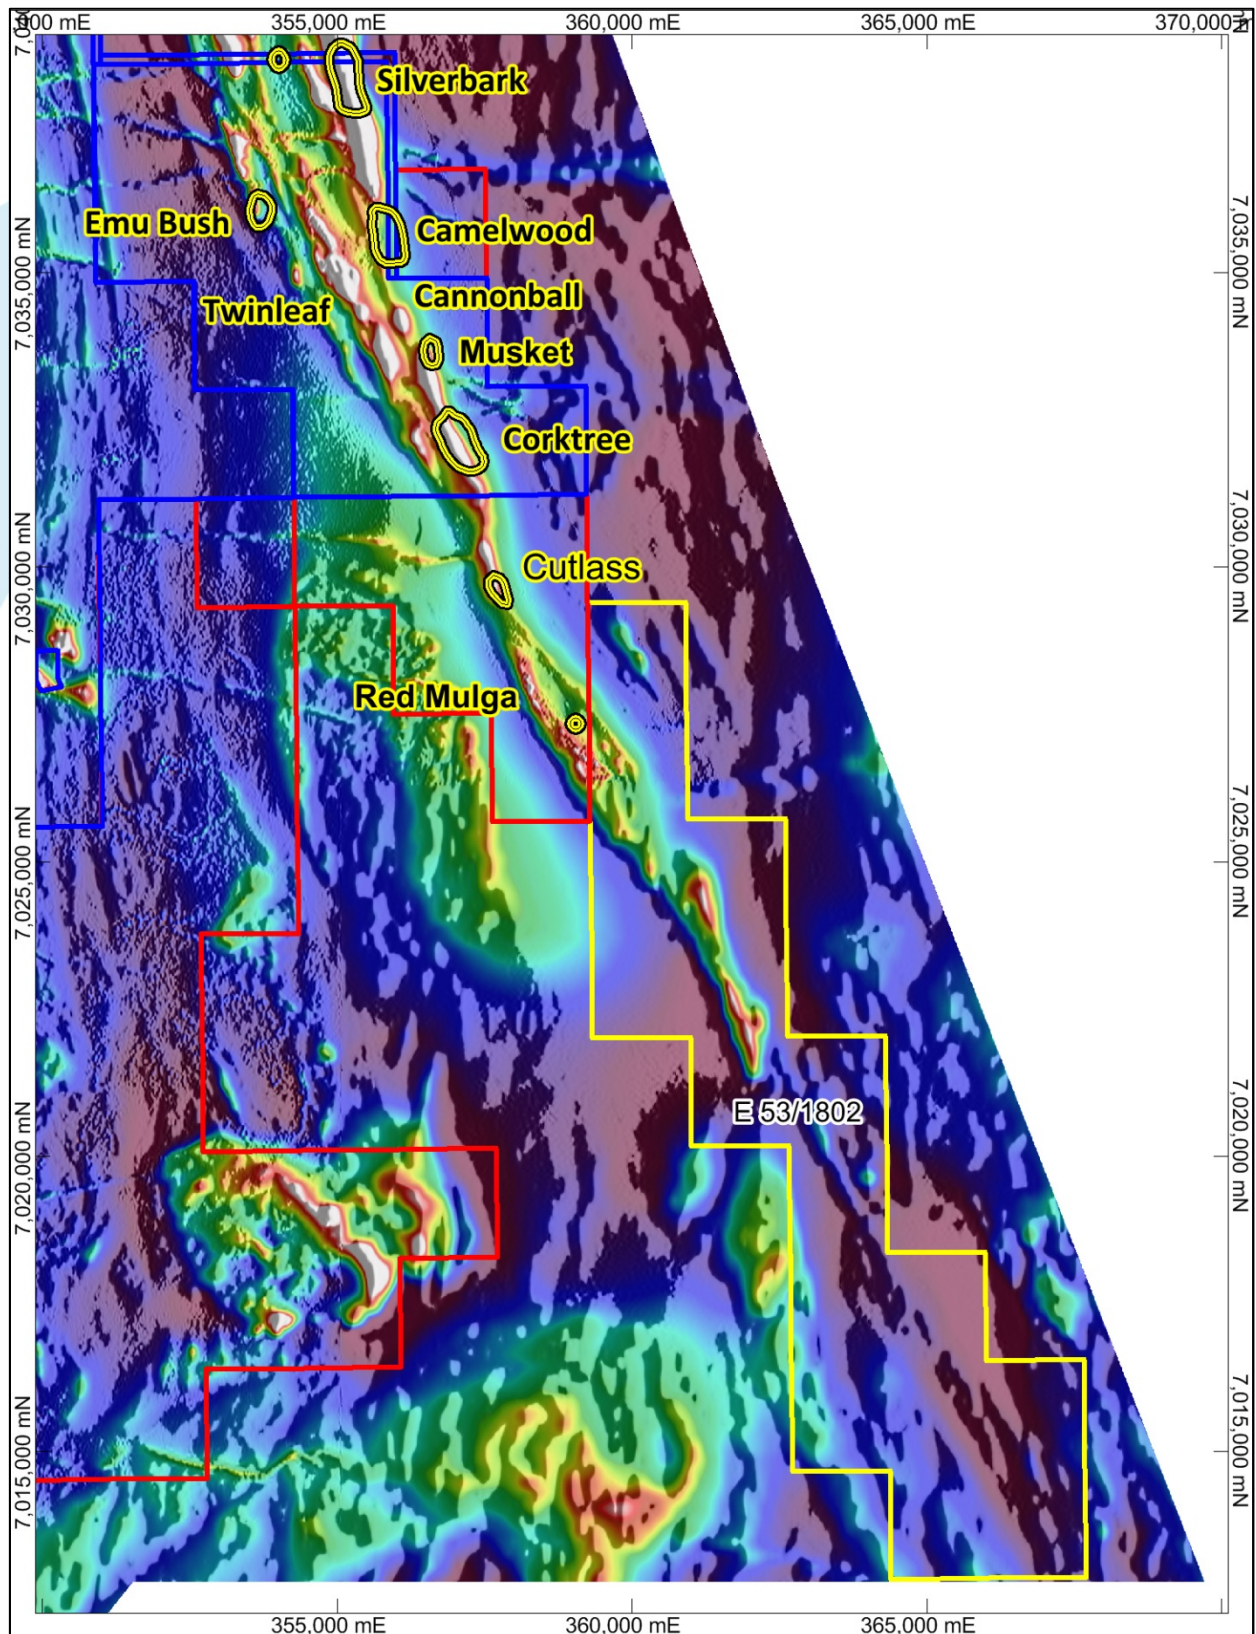 355,000 mE
360,000 mE
365,000 mE
Silverbark
Emu Bush
Camelwood
Cannonball
Twinleaf
Musket
Corktree
Cutlass
Red Mulga
E 53/1802
7,035,000 mN
7,030,000 mN
7,025,000 mN
7,020,000 mN
7,015,000 mN
7,035,000 mN
7,030,000 mN
7,025,000 mN
7,020,000 mN
7,015,000 mN
355,000 mE
360,000 mE
365,000 mE